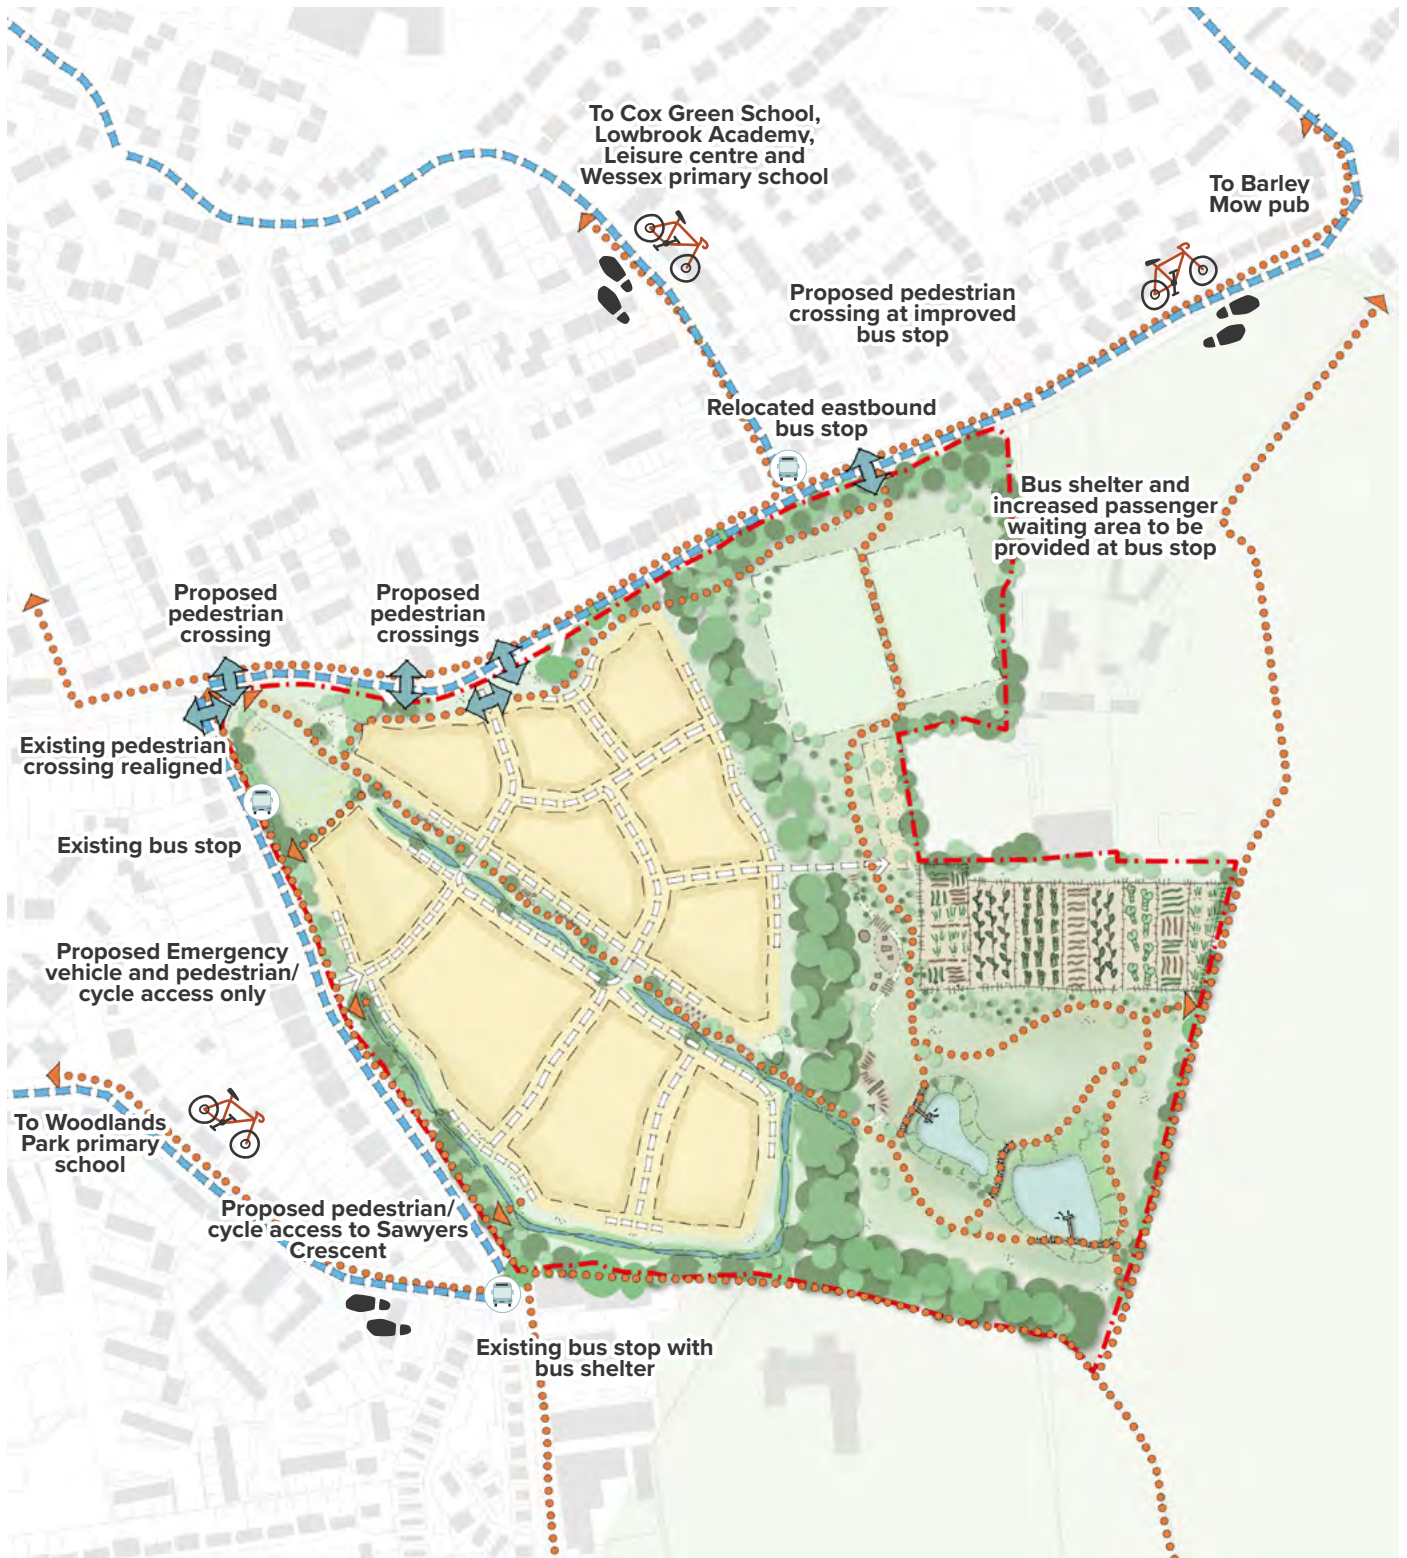 To Cox Green School,
Lowbrook Academy,
Leisure centre and
Wessex primary school
To Barley
Mow pub
Proposed pedestrian
crossing at improved
bus stop
Relocated eastbound
bus stop
Bus shelter and
increased passenger
waiting area to be
provided at bus stop
Proposed
pedestrian
crossing
Proposed
pedestrian
crossings
Existing pedestrian
crossing realigned
Existing bus stop
Proposed Emergency
vehicle and pedestrian/
cycle access only
To Woodlands
Park primary
school
Proposed pedestrian/
cycle access to Sawyers
Crescent
Existing bus stop with
bus shelter